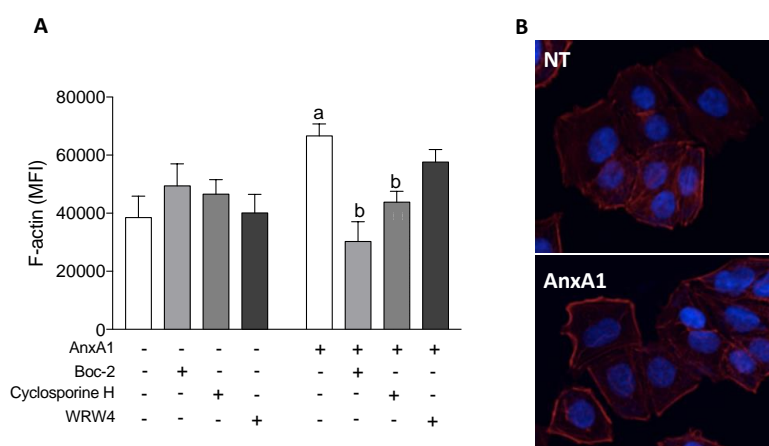 A
B
80000
60000
40000
20000
0
F-actin (MFI)
a
b
b
AnxA1 - - - - + + + +
Boc-2 - + - - - + - -
Cyclosporine H - - + - - - + -
WRW4 - - - + - - - +
NT
AnxA1